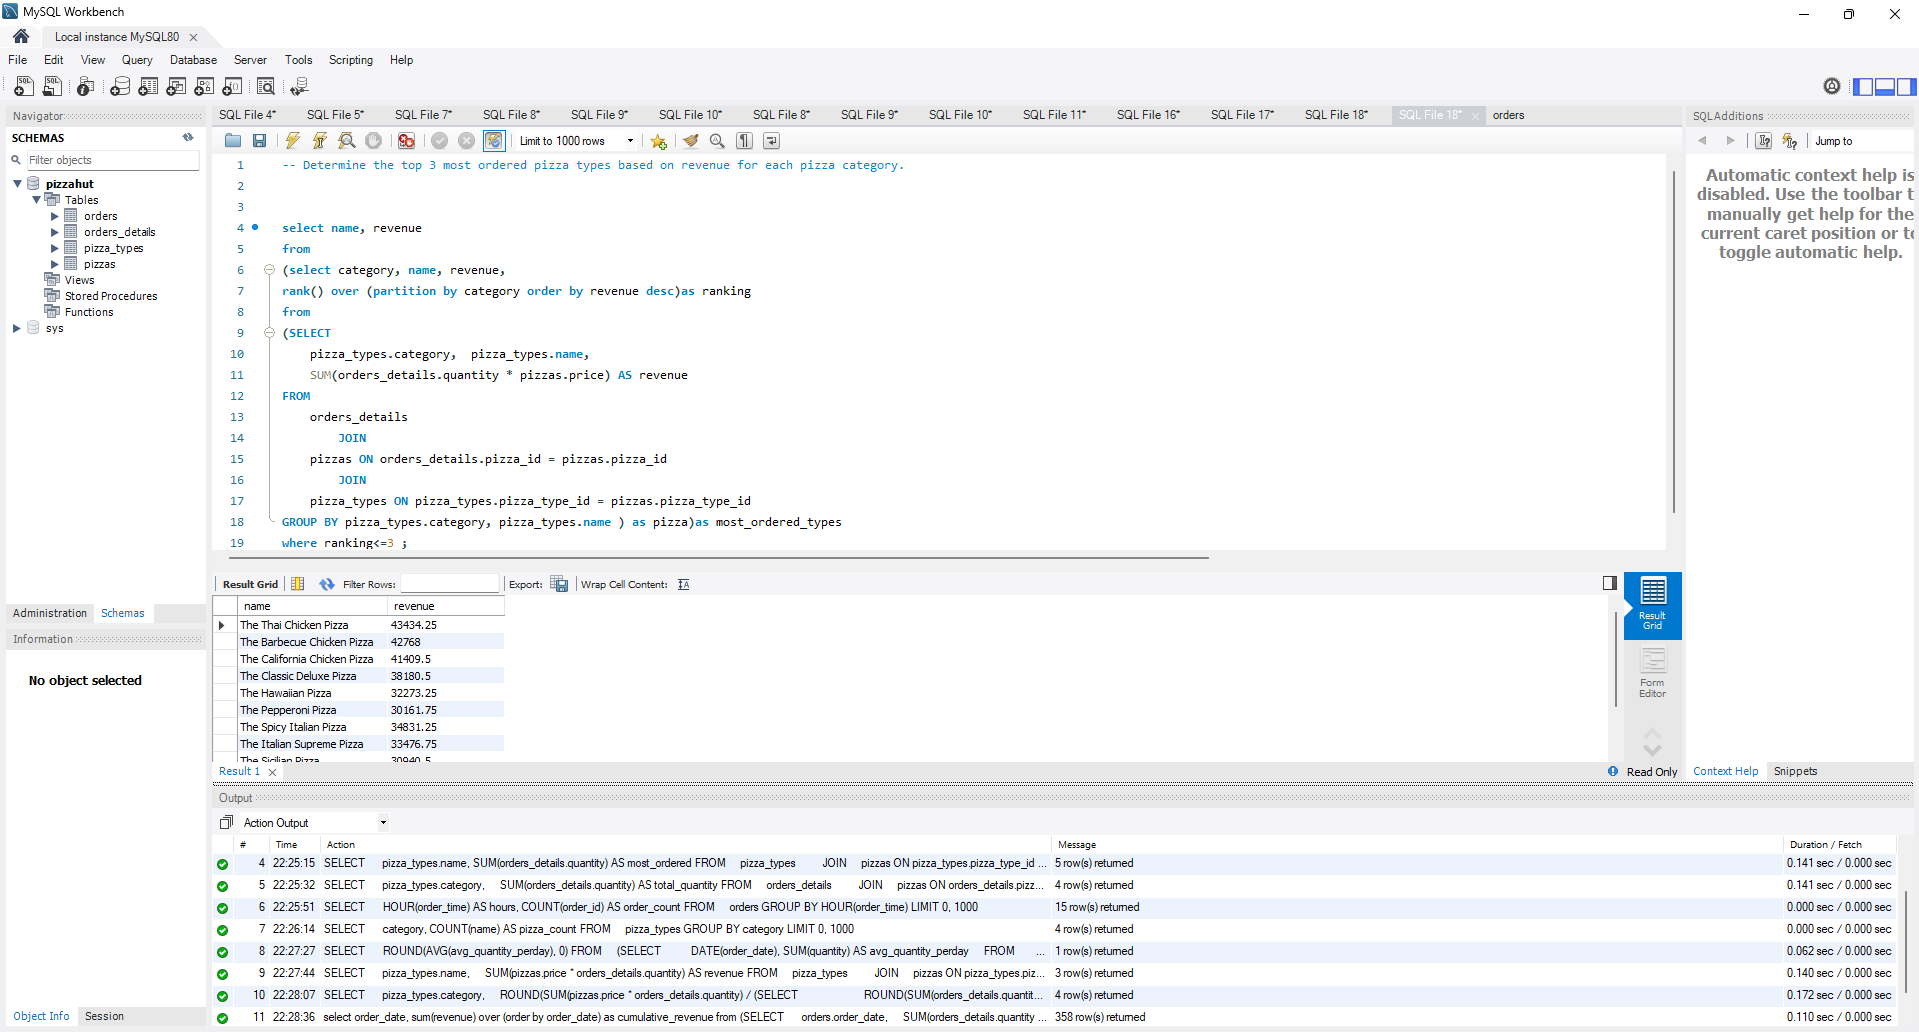 MySQL Workbench
Local instance MySQL80
File Edit View Query Database Server Tools Scripting Help
Navigator
SCHEMAS
Filter objects
pizzahut
Tables
orders
orders_details
pizza_types
pizzas
Views
Stored Procedures
Functions
sys
Administration Schemas
Information
No object selected
Object Info Session
SQL File 4* SQL File 5* SQL File 7* SQL File 8* SQL File 9* SQL File 10* SQL File 8* SQL File 9* SQL File 10* SQL File 11* SQL File 16* SQL File 17* SQL File 18* SQL File 18* orders
Limit to 1000 rows
1 -- Determine the top 3 most ordered pizza types based on revenue for each pizza category.
2
3
4 select name, revenue
5 from
6 (select category, name, revenue,
7 rank() over (partition by category order by revenue desc)as ranking
8 from
9 (SELECT
10 pizza_types.category, pizza_types.name,
11 SUM(orders_details.quantity * pizzas.price) AS revenue
12 FROM
13 orders_details
14 JOIN
15 pizzas ON orders_details.pizza_id = pizzas.pizza_id
16 JOIN
17 pizza_types ON pizza_types.pizza_type_id = pizzas.pizza_type_id
18 GROUP BY pizza_types.category, pizza_types.name ) as pizza)as most_ordered_types
19 where ranking<=3 ;
Result Grid Filter Rows: Export: Wrap Cell Content:
name revenue
The Thai Chicken Pizza 43434.25
The Barbecue Chicken Pizza 42768
The California Chicken Pizza 41409.5
The Classic Deluxe Pizza 38180.5
The Hawaiian Pizza 32273.25
The Pepperoni Pizza 30161.75
The Spicy Italian Pizza 34831.25
The Italian Supreme Pizza 33476.75
The Sicilian Pizza 30940.5
Result Grid
Form Editor
Result 1
Read Only
SQLAdditions
Jump to
Automatic context help is
disabled. Use the toolbar t
manually get help for the
current caret position or to
toggle automatic help.
Context Help Snippets
Output
Action Output
# Time Action Message Duration / Fetch
4 22:25:15 SELECT pizza_types.name, SUM(orders_details.quantity) AS most_ordered FROM pizza_types JOIN pizzas ON pizza_types.pizza_type_id ... 5 row(s) returned 0.141 sec / 0.000 sec
5 22:25:32 SELECT pizza_types.category, SUM(orders_details.quantity) AS total_quantity FROM orders_details JOIN pizzas ON orders_details.pizz... 4 row(s) returned 0.141 sec / 0.000 sec
6 22:25:51 SELECT HOUR(order_time) AS hours, COUNT(order_id) AS order_count FROM orders GROUP BY HOUR(order_time) LIMIT 0, 1000 15 row(s) returned 0.000 sec / 0.000 sec
7 22:26:14 SELECT category, COUNT(name) AS pizza_count FROM pizza_types GROUP BY category LIMIT 0, 1000 4 row(s) returned 0.000 sec / 0.000 sec
8 22:27:27 SELECT ROUND(AVG(avg_quantity_perday), 0) FROM (SELECT DATE(order_date), SUM(quantity) AS avg_quantity_perday FROM ... 1 row(s) returned 0.062 sec / 0.000 sec
9 22:27:44 SELECT pizza_types.name, SUM(pizzas.price * orders_details.quantity) AS revenue FROM pizza_types JOIN pizzas ON pizza_types.piz... 3 row(s) returned 0.140 sec / 0.000 sec
10 22:28:07 SELECT pizza_types.category, ROUND(SUM(pizzas.price * orders_details.quantity) / (SELECT ROUND(SUM(orders_details.quantit... 4 row(s) returned 0.172 sec / 0.000 sec
11 22:28:36 select order_date, sum(revenue) over (order by order_date) as cumulative_revenue from (SELECT orders.order_date, SUM(orders_details.quantity ... 358 row(s) returned 0.110 sec / 0.000 sec